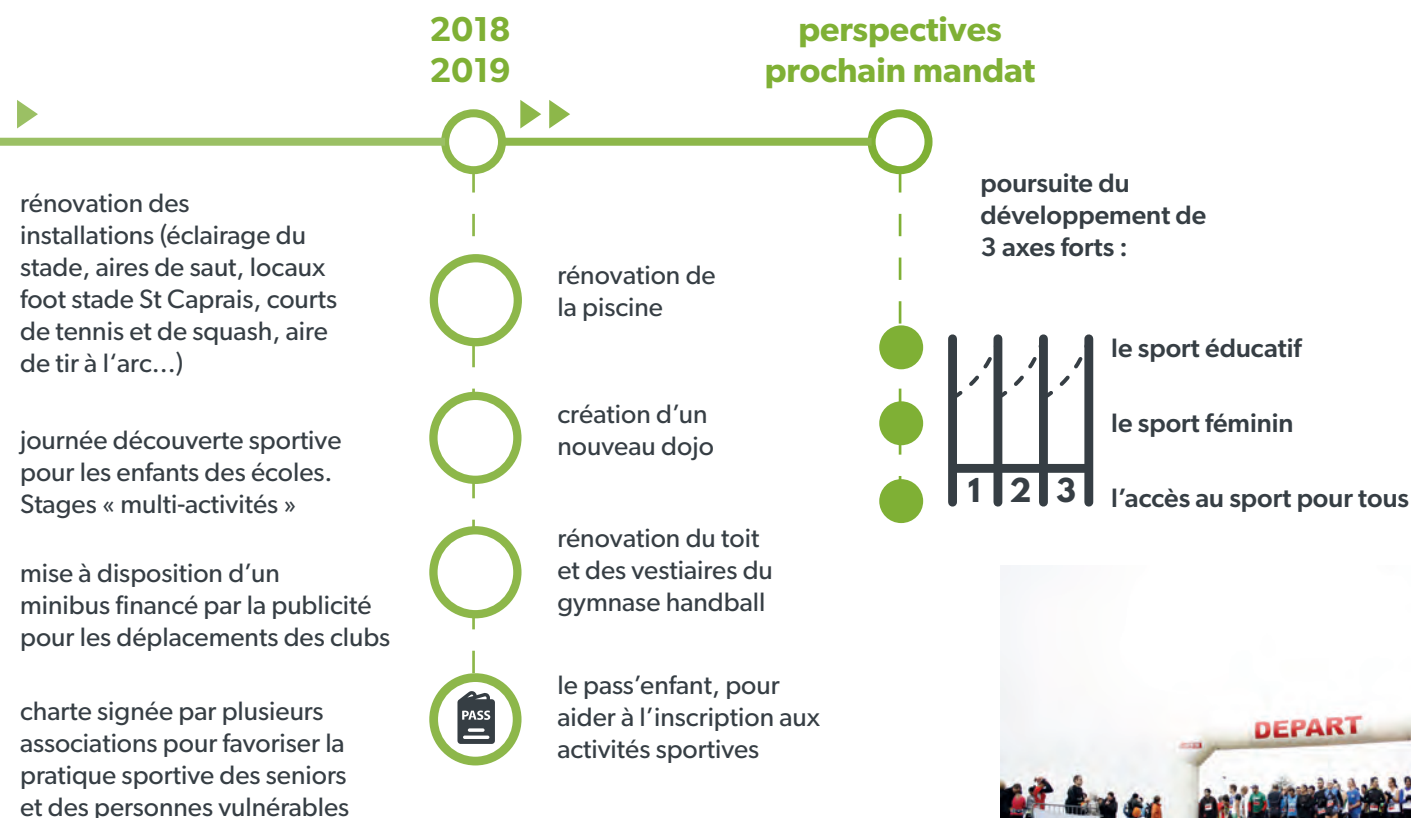 2018
2019
perspectives
prochain mandat
rénovation des
installations (éclairage du
stade, aires de saut, locaux
foot stade St Caprais, courts
de tennis et de squash, aire
de tir à l'arc...)
journée découverte sportive
pour les enfants des écoles.
Stages « multi-activités »
mise à disposition d'un
minibus financé par la publicité
pour les déplacements des clubs
charte signée par plusieurs
associations pour favoriser la
pratique sportive des seniors
et des personnes vulnérables
rénovation de
la piscine
création d'un
nouveau dojo
rénovation du toit
et des vestiaires du
gymnase handball
PASS
le pass'enfant, pour
aider à l'inscription aux
activités sportives
poursuite du
développement de
3 axes forts :
1 2 3
le sport éducatif
le sport féminin
l'accès au sport pour tous
DEPART